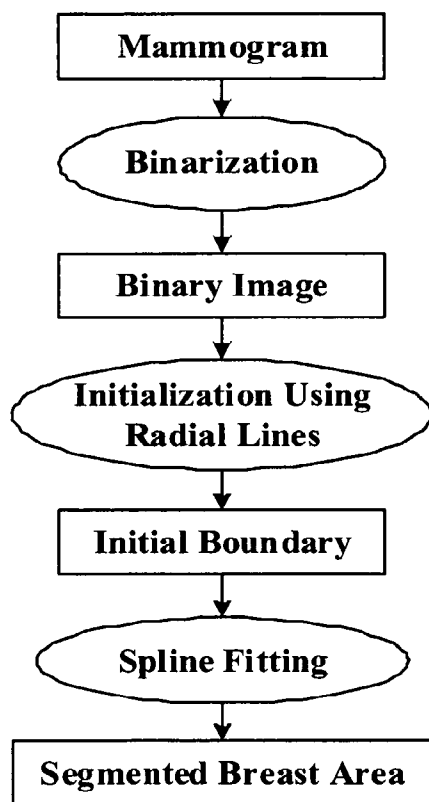 Mammogram
Binarization
Binary Image
Initialization Using
Radial Lines
Initial Boundary
Spline Fitting
Segmented Breast Area